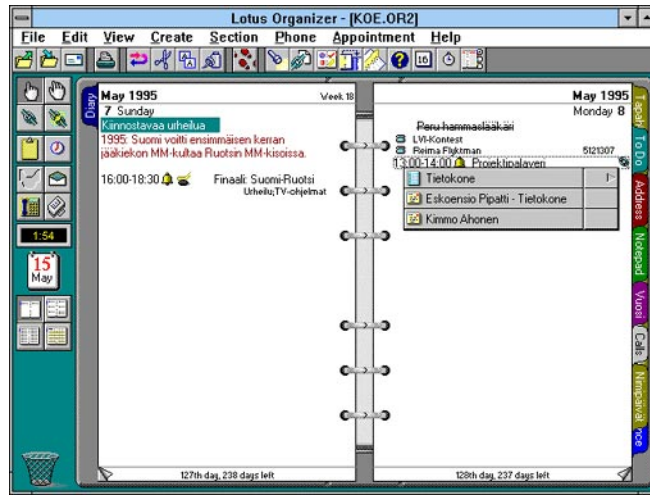 Lotus Organizer - [KOE.OR2]
File Edit View Create Section Phone Appointment Help
16
Diary
May 1995
Week 18
7 Sunday
Kiinnostavaa urheilua
1995: Suomi voitti ensimmäisen kerran
jääkiekon MM-kultaa Ruotsin MM-kisoissa.
16:00-18:30 Finaali: Suomi-Ruotsi
Urheilu;TV-ohjelmat
127th day, 238 days left
May 1995
Monday 8
Peru hammaslääkäri
LVI-Kontest
Reima Flyktman 5121307
13:00-14:00 Projektipalaveri
Tietokone
Eskoensio Pipatti - Tietokone
Kimmo Ahonen
128th day, 237 days left
1:54
15
May
To Do
Address
Notepad
Vuosi
Calls
Nimipäivät
nce